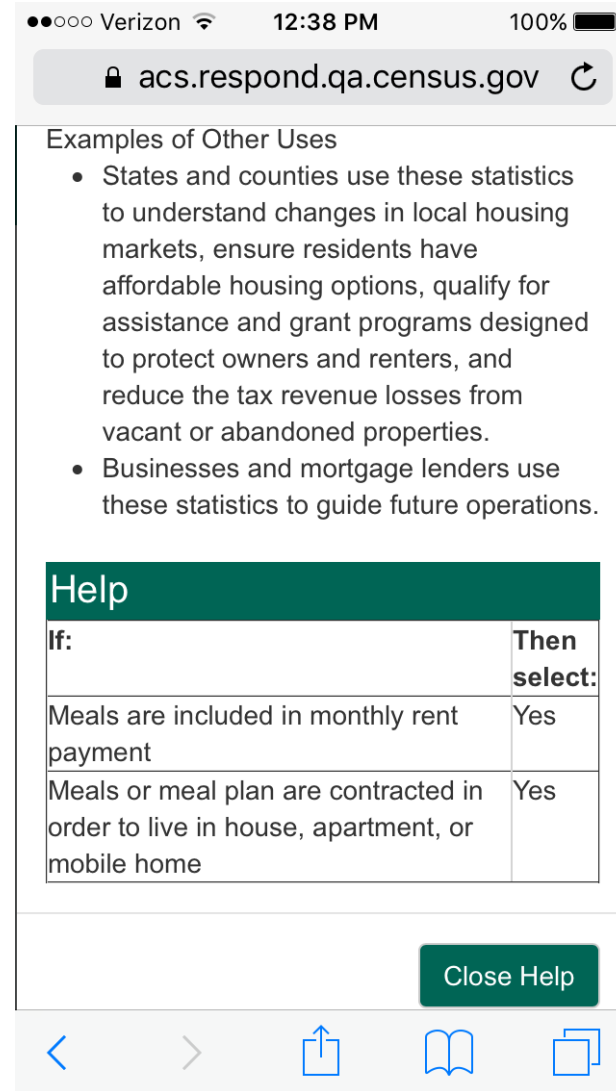 Verizon 12:38 PM 100%
acs.respond.qa.census.gov
Examples of Other Uses
• States and counties use these statistics
to understand changes in local housing
markets, ensure residents have
affordable housing options, qualify for
assistance and grant programs designed
to protect owners and renters, and
reduce the tax revenue losses from
vacant or abandoned properties.
• Businesses and mortgage lenders use
these statistics to guide future operations.
Help
If: Then
select:
Meals are included in monthly rent Yes
payment
Meals or meal plan are contracted in Yes
order to live in house, apartment, or
mobile home
Close Help